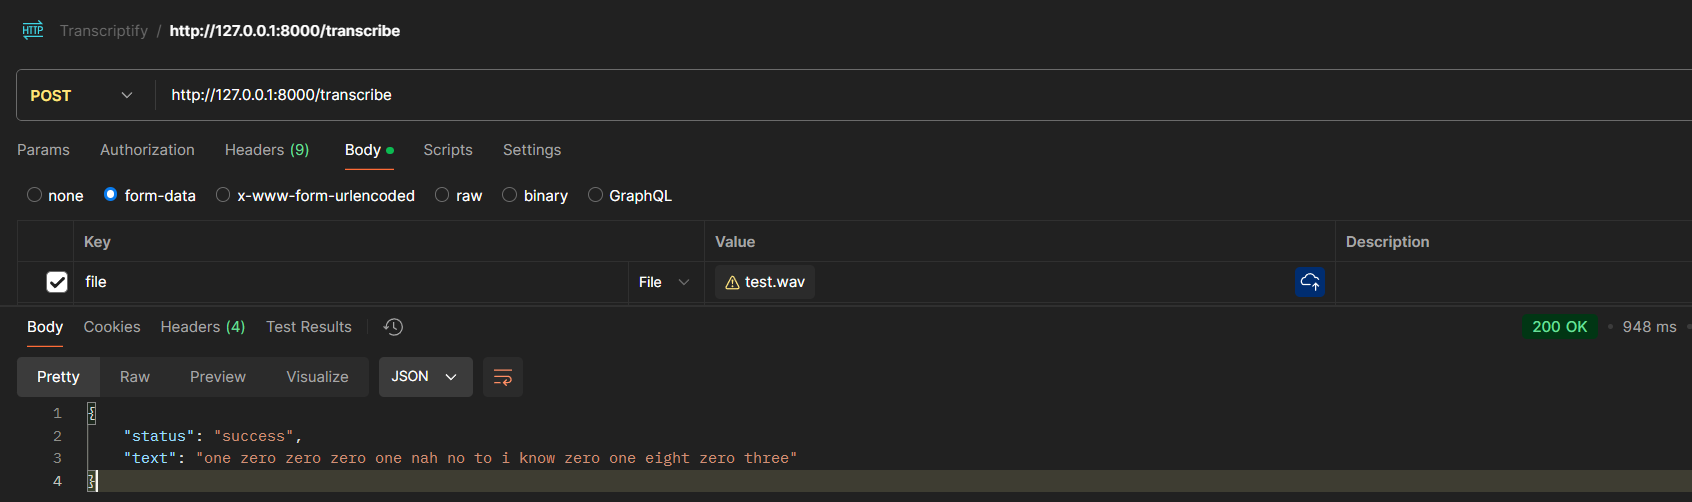 HTTP Transcriptify / http://127.0.0.1:8000/transcribe
POST http://127.0.0.1:8000/transcribe
Params Authorization Headers (9) Body Scripts Settings
none form-data x-www-form-urlencoded raw binary GraphQL
Key Value Description
file File test.wav
Body Cookies Headers (4) Test Results 200 OK • 948 ms •
Pretty Raw Preview Visualize JSON
1 {
2 "status": "success",
3 "text": "one zero zero zero one nah no to i know zero one eight zero three"
4 }